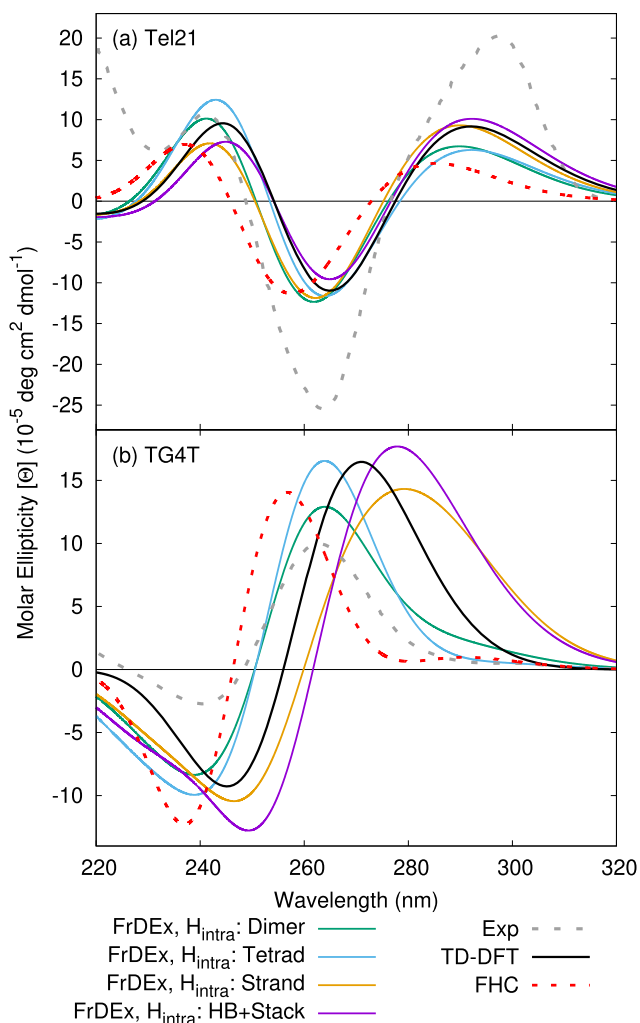 (a) Tel21
20
15
10
5
0
-5
-10
-15
-20
-25
(b) TG4T
15
10
5
0
-5
-10
Molar Ellipticity [Θ] (10⁻⁵ deg cm² dmol⁻¹)
220 240 260 280 300 320
Wavelength (nm)
FrDEx, H_intra: Dimer
FrDEx, H_intra: Tetrad
FrDEx, H_intra: Strand
FrDEx, H_intra: HB+Stack
Exp
TD-DFT
FHC